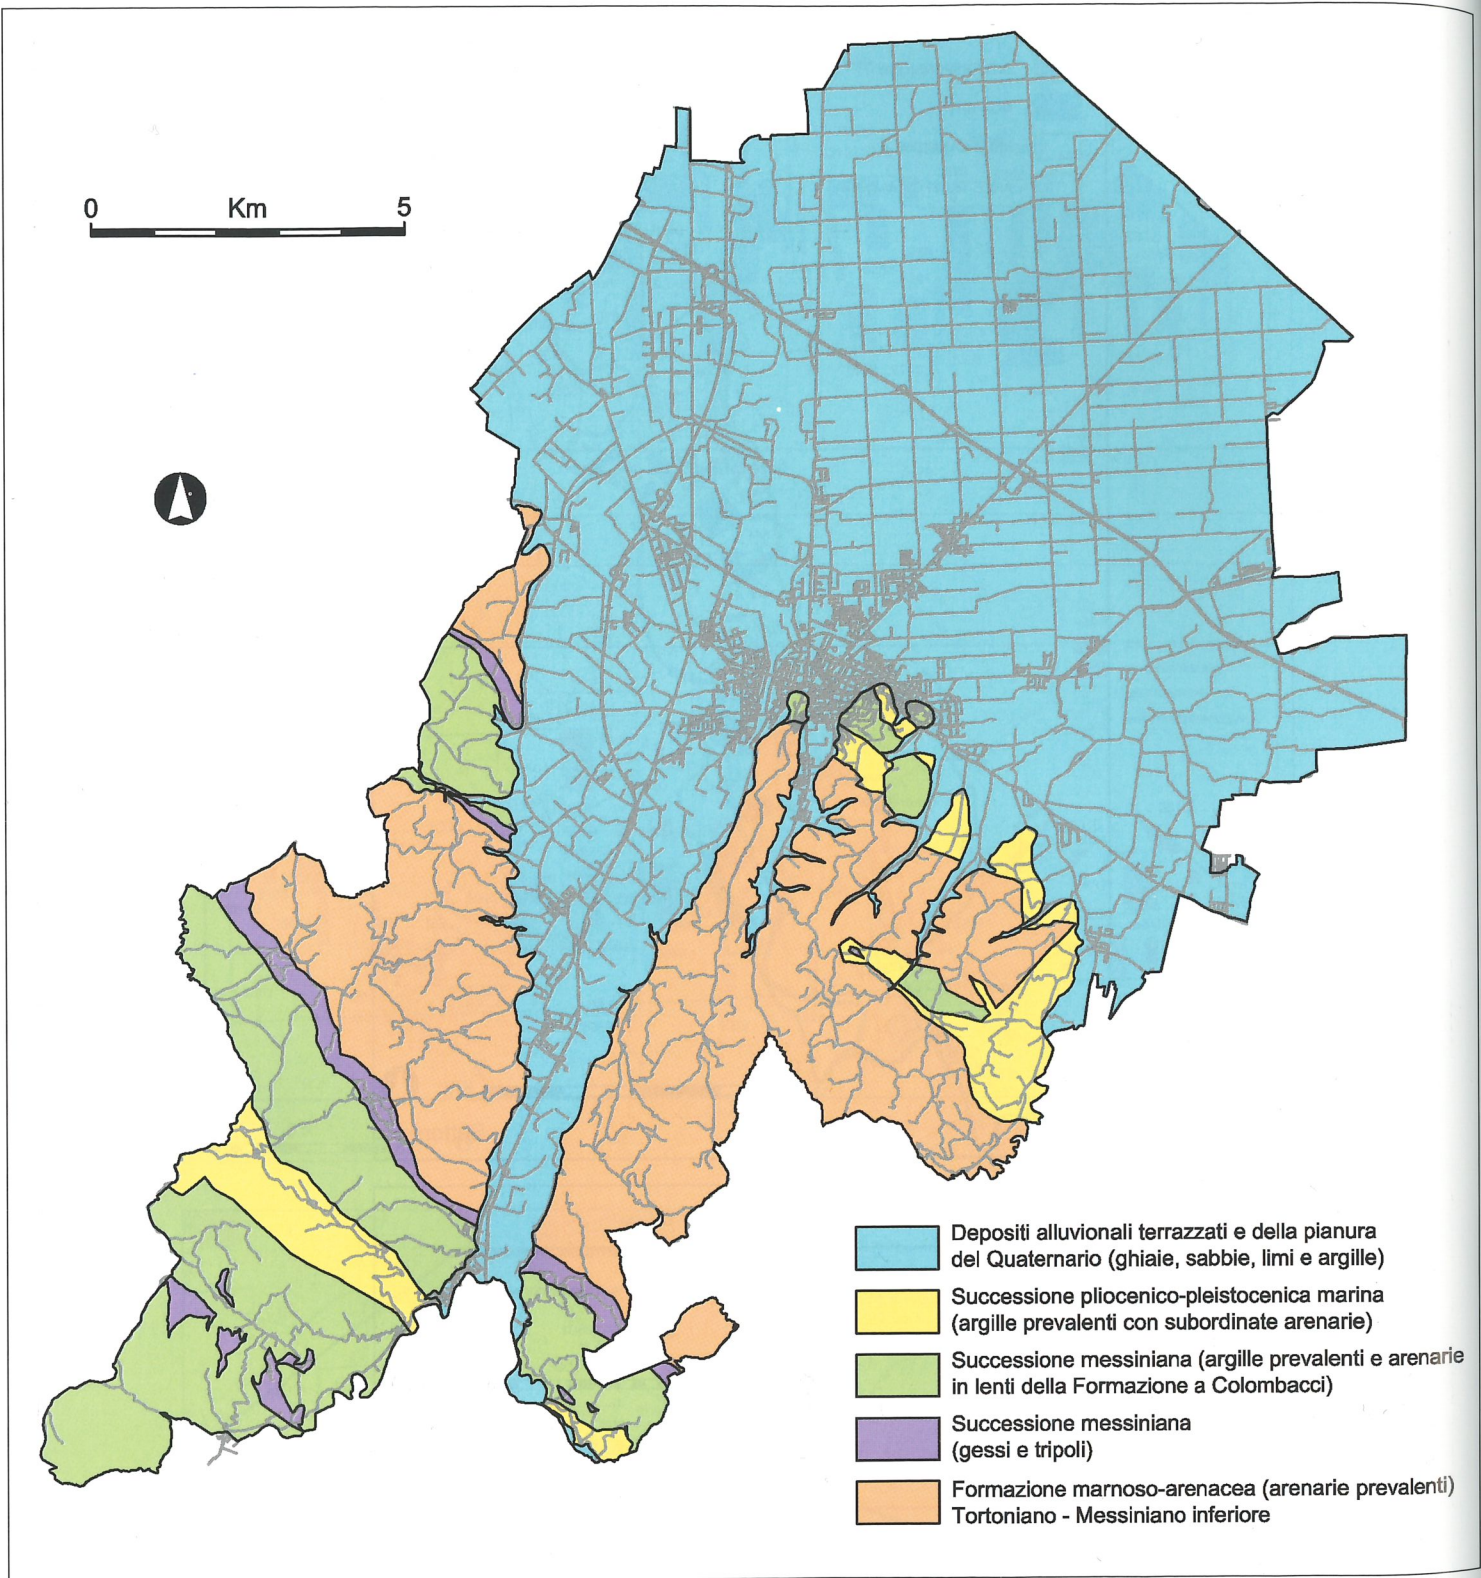 0 Km 5
Depositi alluvionali terrazzati e della pianura
del Quaternario (ghiaie, sabbie, limi e argille)
Successione pliocenico-pleistocenica marina
(argille prevalenti con subordinate arenarie)
Successione messiniana (argille prevalenti e arenarie
in lenti della Formazione a Colombacci)
Successione messiniana
(gessi e tripoli)
Formazione marnoso-arenacea (arenarie prevalenti)
Tortoniano - Messiniano inferiore